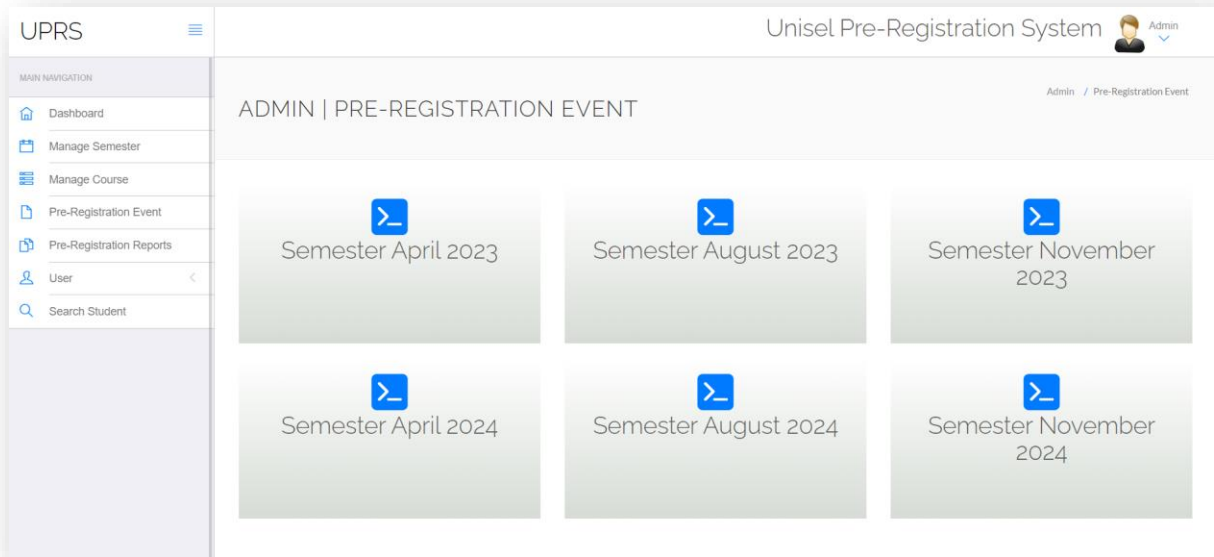 UPRS
Unisel Pre-Registration System
Admin
MAIN NAVIGATION
Dashboard
Manage Semester
Manage Course
Pre-Registration Event
Pre-Registration Reports
User
Search Student
ADMIN | PRE-REGISTRATION EVENT
Admin / Pre-Registration Event
Semester April 2023
Semester August 2023
Semester November
2023
Semester April 2024
Semester August 2024
Semester November
2024